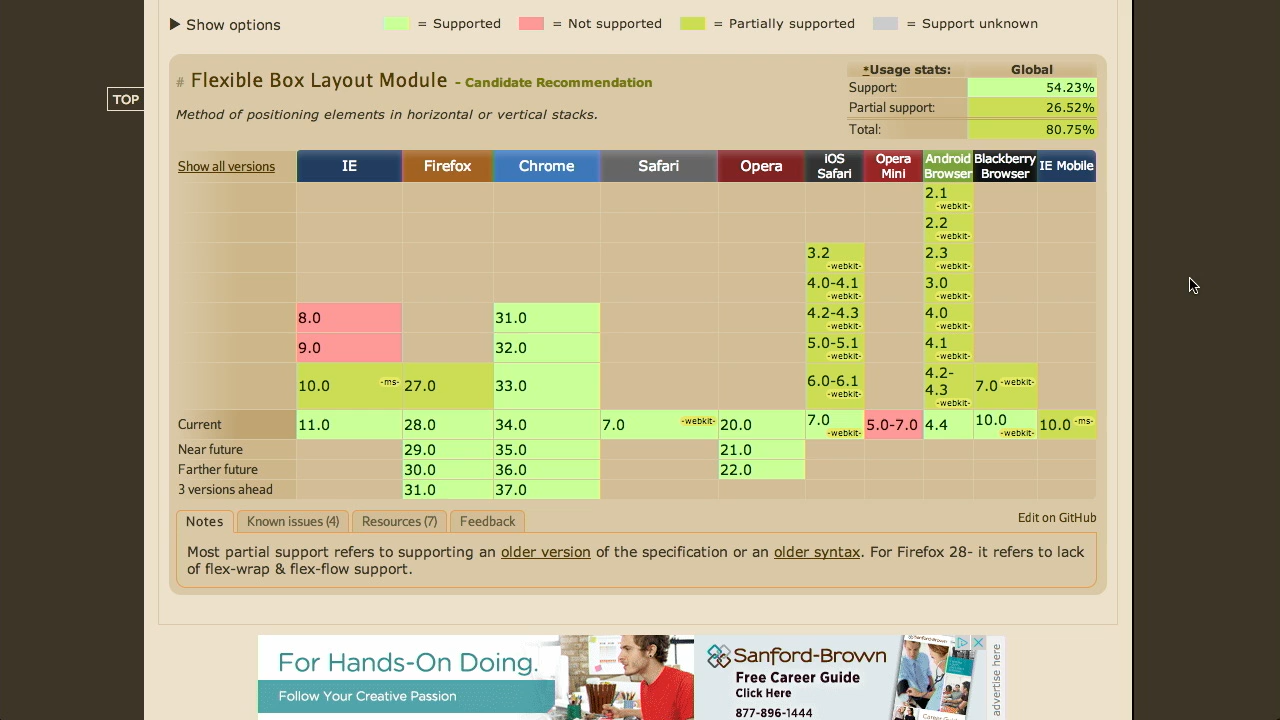 ▶ Show options = Supported = Not supported = Partially supported = Support unknown
TOP
# Flexible Box Layout Module - Candidate Recommendation
Method of positioning elements in horizontal or vertical stacks.
*Usage stats: Global
Support: 54.23%
Partial support: 26.52%
Total: 80.75%
Show all versions IE Firefox Chrome Safari Opera iOS Safari Opera Mini Android Browser Blackberry Browser IE Mobile
2.1 -webkit-
2.2 -webkit-
3.2 -webkit- 2.3 -webkit-
4.0-4.1 -webkit- 3.0 -webkit-
8.0 31.0 4.2-4.3 -webkit- 4.0 -webkit-
9.0 32.0 5.0-5.1 -webkit- 4.1 -webkit-
10.0 -ms- 27.0 33.0 6.0-6.1 -webkit- 4.2-4.3 -webkit- 7.0 -webkit-
Current 11.0 28.0 34.0 7.0 -webkit- 20.0 7.0 -webkit- 5.0-7.0 4.4 10.0 -webkit- 10.0 -ms-
Near future 29.0 35.0 21.0
Farther future 30.0 36.0 22.0
3 versions ahead 31.0 37.0
Notes Known issues (4) Resources (7) Feedback Edit on GitHub
Most partial support refers to supporting an older version of the specification or an older syntax. For Firefox 28- it refers to lack
of flex-wrap & flex-flow support.
For Hands-On Doing.
Follow Your Creative Passion
Sanford-Brown
Free Career Guide
Click Here
877-896-1444
Sanford-Brown
Career Guide
advertise here